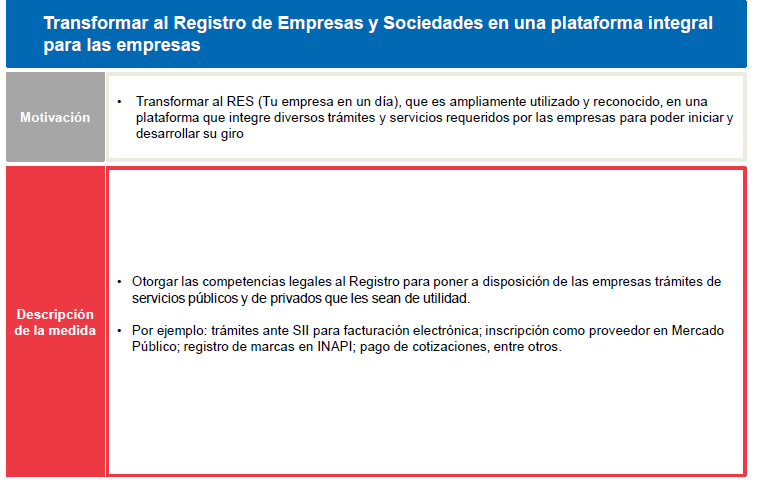 Transformar al Registro de Empresas y Sociedades en una plataforma integral
para las empresas
Motivación
• Transformar al RES (Tu empresa en un día), que es ampliamente utilizado y reconocido, en una
plataforma que integre diversos trámites y servicios requeridos por las empresas para poder iniciar y
desarrollar su giro
Descripción
de la medida
• Otorgar las competencias legales al Registro para poner a disposición de las empresas trámites de
servicios públicos y de privados que les sean de utilidad.
• Por ejemplo: trámites ante SII para facturación electrónica; inscripción como proveedor en Mercado
Público; registro de marcas en INAPI; pago de cotizaciones, entre otros.